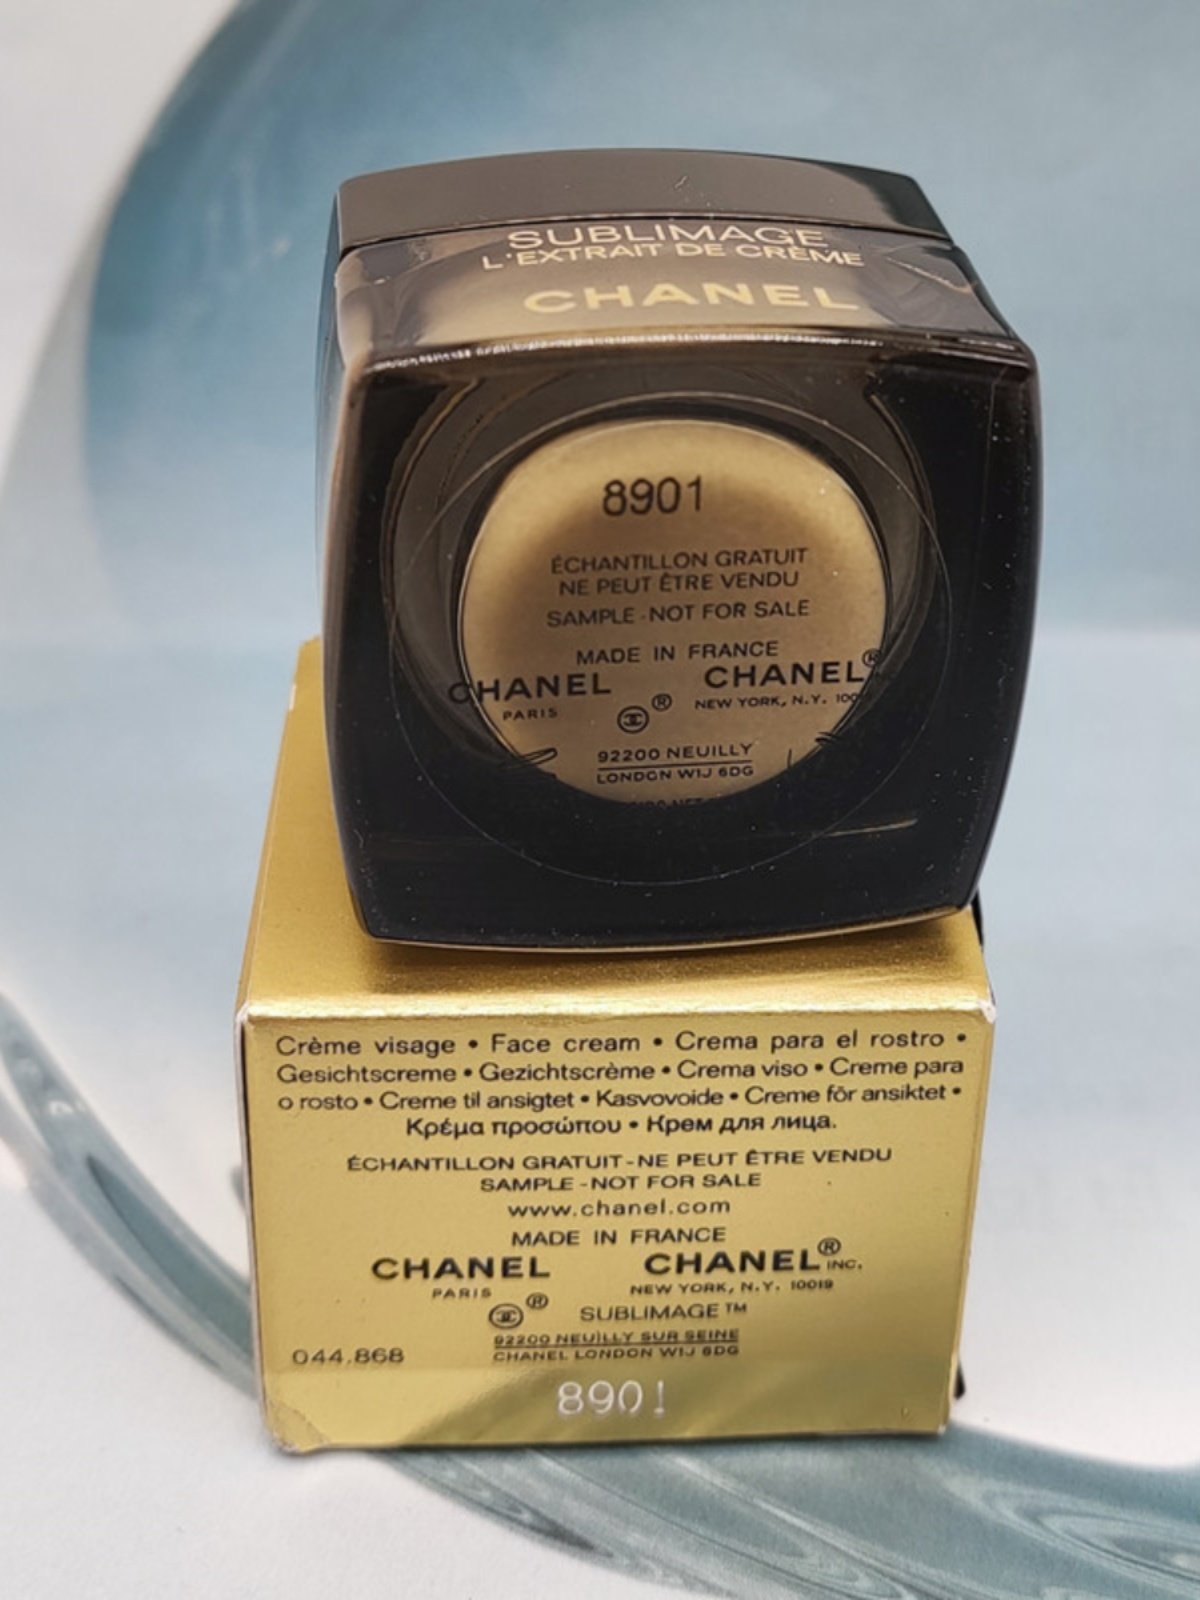 SUBLIMAGE
L'EXTRAIT DE CRÈME
CHANEL
8901
ÉCHANTILLON GRATUIT
NE PEUT ÊTRE VENDU
SAMPLE - NOT FOR SALE
MADE IN FRANCE
CHANEL CHANEL®
PARIS NEW YORK, N.Y.
®
92200 NEUILLY
LONDON W1J 6DG
Crème visage • Face cream • Crema para el rostro •
Gesichtscreme • Gezichtscrème • Crema viso • Creme para
o rosto • Creme til ansigtet • Kasvovoide • Creme för ansiktet •
Κρέμα προσώπου • Крем для лица.
ÉCHANTILLON GRATUIT - NE PEUT ÊTRE VENDU
SAMPLE - NOT FOR SALE
www.chanel.com
MADE IN FRANCE
CHANEL CHANEL® INC.
PARIS NEW YORK, N.Y. 10019
® SUBLIMAGE™
92200 NEUILLY SUR SEINE
044.868 CHANEL LONDON W1J 6DG
8901